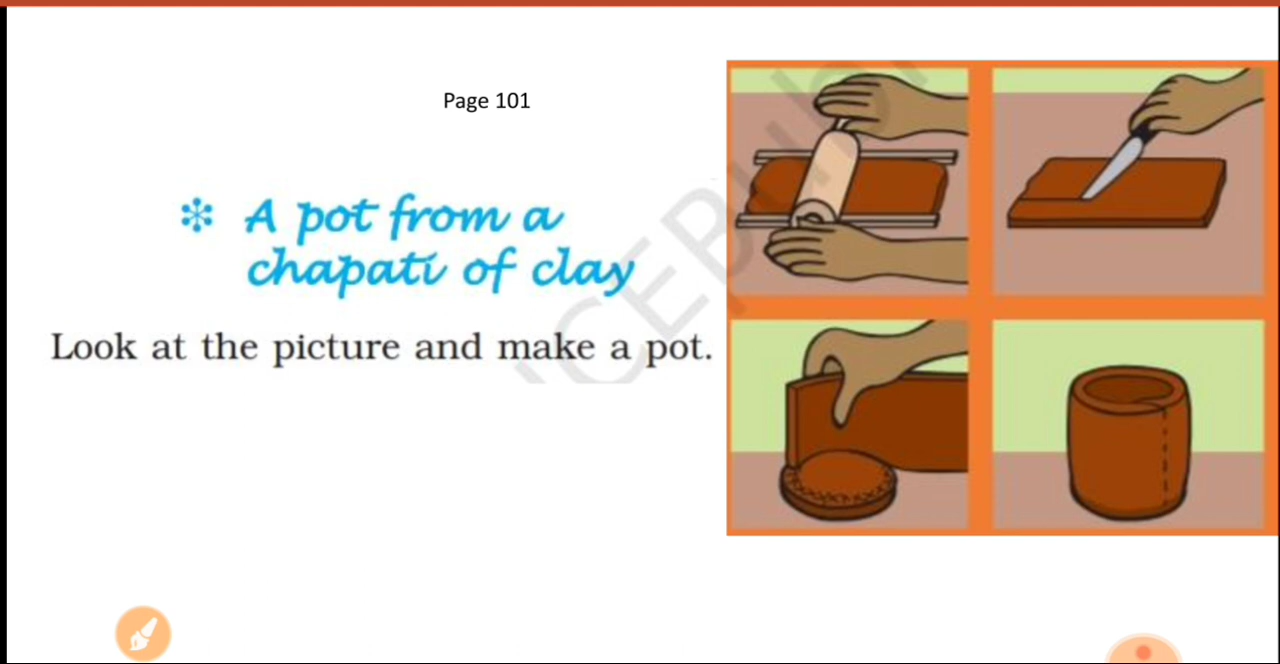 Page 101
❇ A pot from a
chapati of clay
Look at the picture and make a pot.